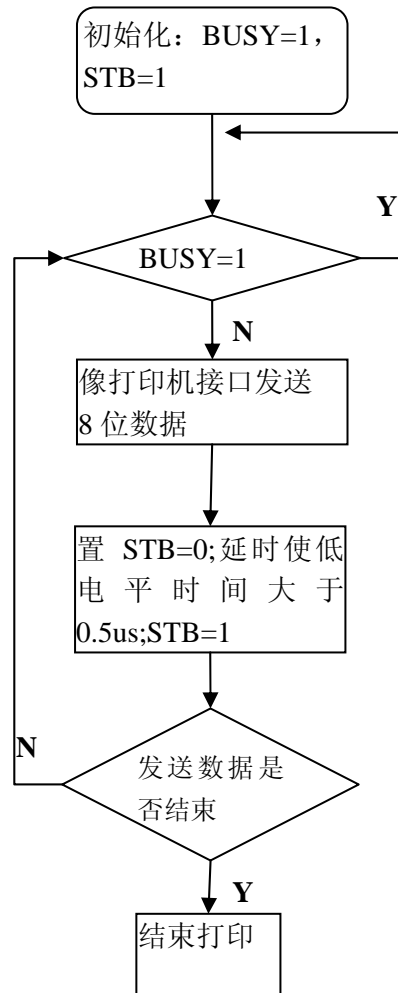 初始化：BUSY=1，
STB=1
Y
BUSY=1
N
像打印机接口发送
8 位数据
置 STB=0;延时使低
电平时间大于
0.5us;STB=1
N
发送数据是
否结束
Y
结束打印